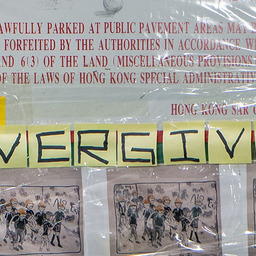 AWFULLY PARKED AT PUBLIC PAVEMENT AREAS MAY
FORFEITED BY THE AUTHORITIES IN ACCORDANCE
ND 6(3) OF THE LAND (MISCELLANEOUS PROVISIONS
OF THE LAWS OF HONG KONG SPECIAL ADMINISTRATI
HONG KONG SAR
VERGIV